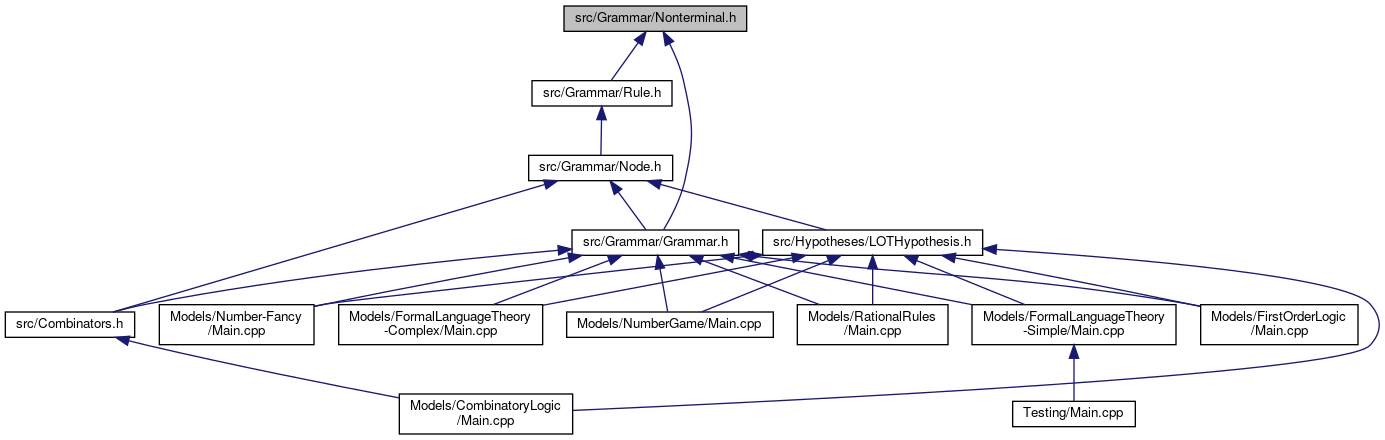 src/Grammar/Nonterminal.h
src/Grammar/Rule.h
src/Grammar/Node.h
src/Grammar/Grammar.h
src/Hypotheses/LOTHypothesis.h
src/Combinators.h
Models/Number-Fancy
/Main.cpp
Models/FormalLanguageTheory
-Complex/Main.cpp
Models/NumberGame/Main.cpp
Models/RationalRules
/Main.cpp
Models/FormalLanguageTheory
-Simple/Main.cpp
Models/FirstOrderLogic
/Main.cpp
Models/CombinatoryLogic
/Main.cpp
Testing/Main.cpp